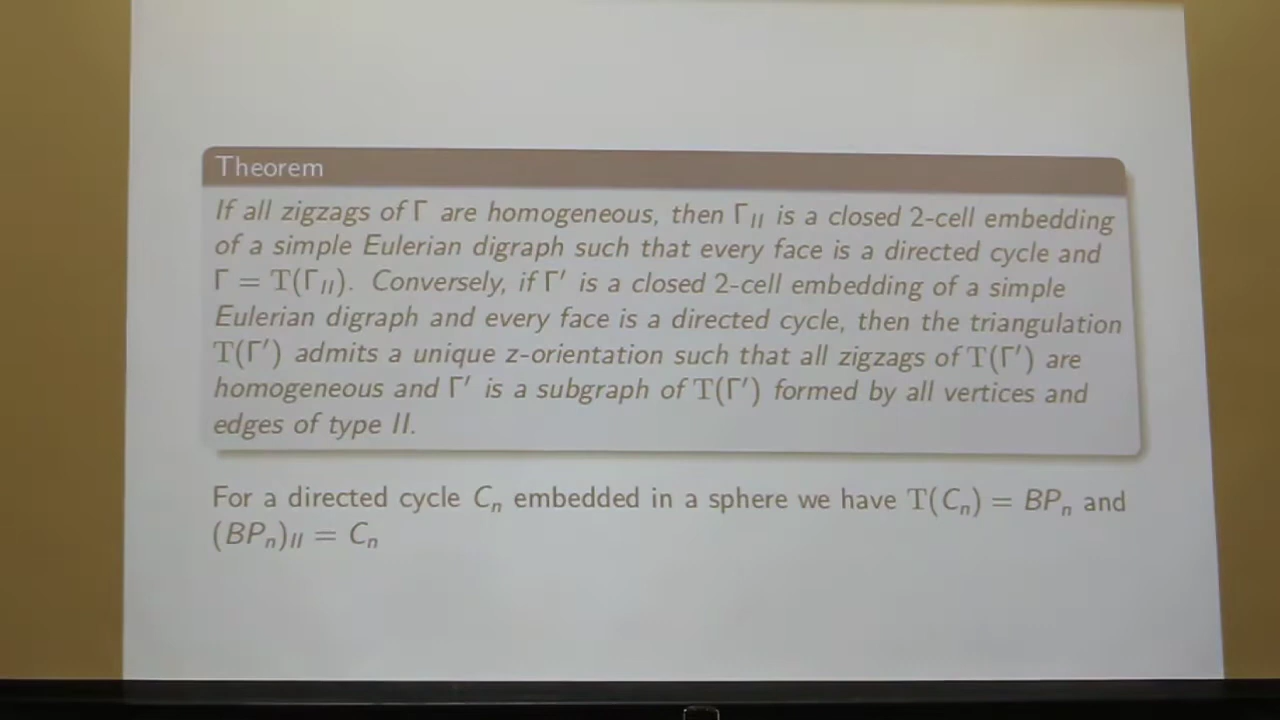 Theorem
If all zigzags of Γ are homogeneous, then Γ_II is a closed 2-cell embedding
of a simple Eulerian digraph such that every face is a directed cycle and
Γ = T(Γ_II). Conversely, if Γ′ is a closed 2-cell embedding of a simple
Eulerian digraph and every face is a directed cycle, then the triangulation
T(Γ′) admits a unique z-orientation such that all zigzags of T(Γ′) are
homogeneous and Γ′ is a subgraph of T(Γ′) formed by all vertices and
edges of type II.
For a directed cycle C_n embedded in a sphere we have T(C_n) = BP_n and
(BP_n)_II = C_n